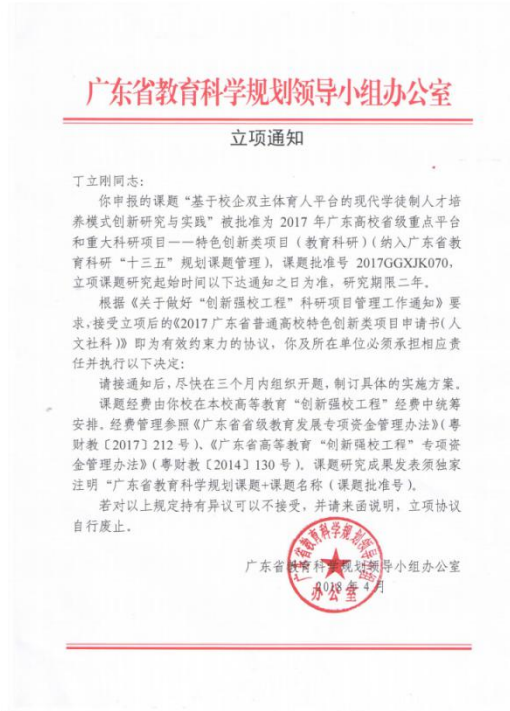 广东省教育科学规划领导小组办公室
立项通知
丁立刚同志：
你申报的课题“基于校企双主体育人平台的现代学徒制人才培
养模式创新研究与实践”被批准为 2017 年广东高校省级重点平台
和重大科研项目——特色创新类项目（教育科研）（纳入广东省教
育科研“十三五”规划课题管理），课题批准号 2017GGXJK070，
立项课题研究起始时间以下达通知之日为准，研究期限二年。
根据《关于做好“创新强校工程”科研项目管理工作通知》要
求，接受立项后的《2017 广东省普通高校特色创新类项目申请书（人
文社科）》即为有效约束力的协议，你及所在单位必须承担相应责
任并执行以下决定：
请接通知后，尽快在三个月内组织开题，制订具体的实施方案。
课题经费由你校在本校高等教育“创新强校工程”经费中统筹
安排。经费管理参照《广东省省级教育发展专项资金管理办法》（粤
财教〔2017〕212 号）、《广东省高等教育“创新强校工程”专项资
金管理办法》（粤财教〔2014〕130 号）。课题研究成果发表须独家
注明“广东省教育科学规划课题+课题名称（课题批准号）。
若对以上规定持有异议可以不接受，并请来函说明，立项协议
自行废止。
广东省教育科学规划领导小组办公室
2018 年 4 月
广东省教育科学规划领导小组
办公室